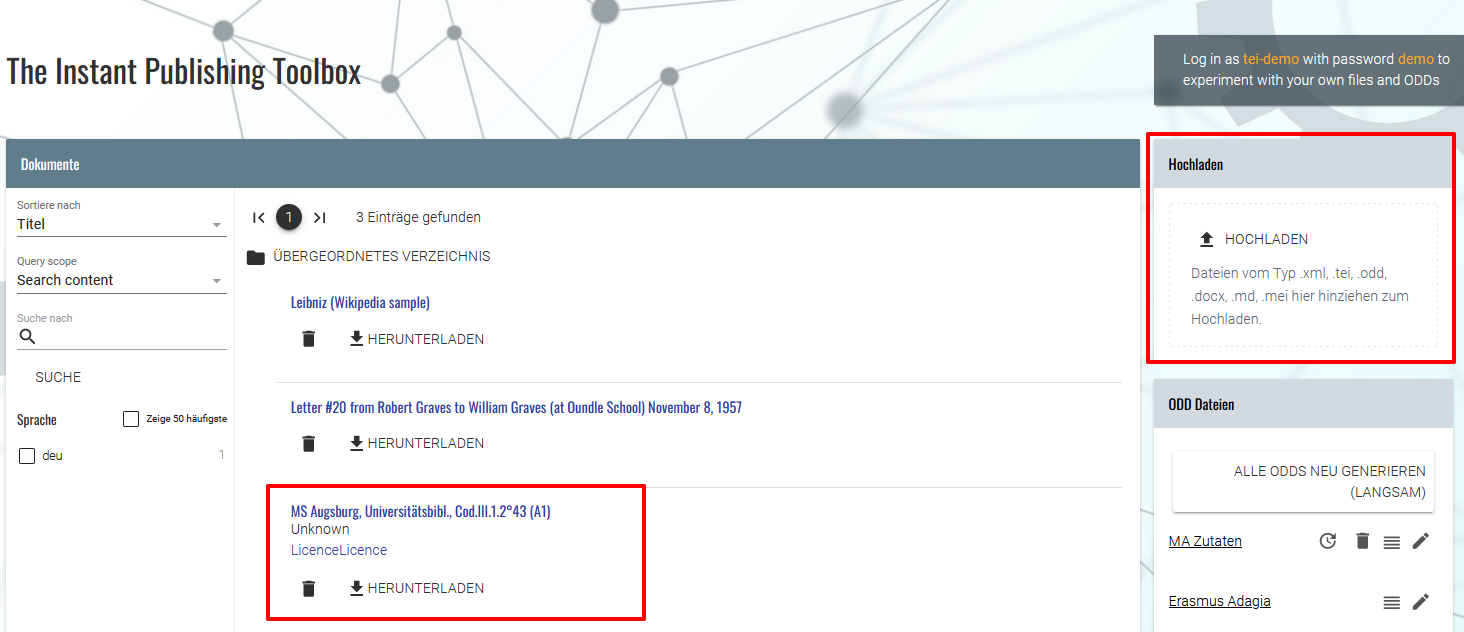 The Instant Publishing Toolbox
Log in as tei-demo with password demo to
experiment with your own files and ODDs
Dokumente
Sortiere nach
Titel
Query scope
Search content
Suche nach
SUCHE
Sprache
Zeige 50 häufigste
deu
1
1
3 Einträge gefunden
ÜBERGEORDNETES VERZEICHNIS
Leibniz (Wikipedia sample)
HERUNTERLADEN
Letter #20 from Robert Graves to William Graves (at Oundle School) November 8, 1957
HERUNTERLADEN
MS Augsburg, Universitätsbibl., Cod.III.1.2°43 (A1)
Unknown
LicenceLicence
HERUNTERLADEN
Hochladen
HOCHLADEN
Dateien vom Typ .xml, .tei, .odd,
.docx, .md, .mei hier hinziehen zum
Hochladen.
ODD Dateien
ALLE ODDS NEU GENERIEREN
(LANGSAM)
MA Zutaten
Erasmus Adagia